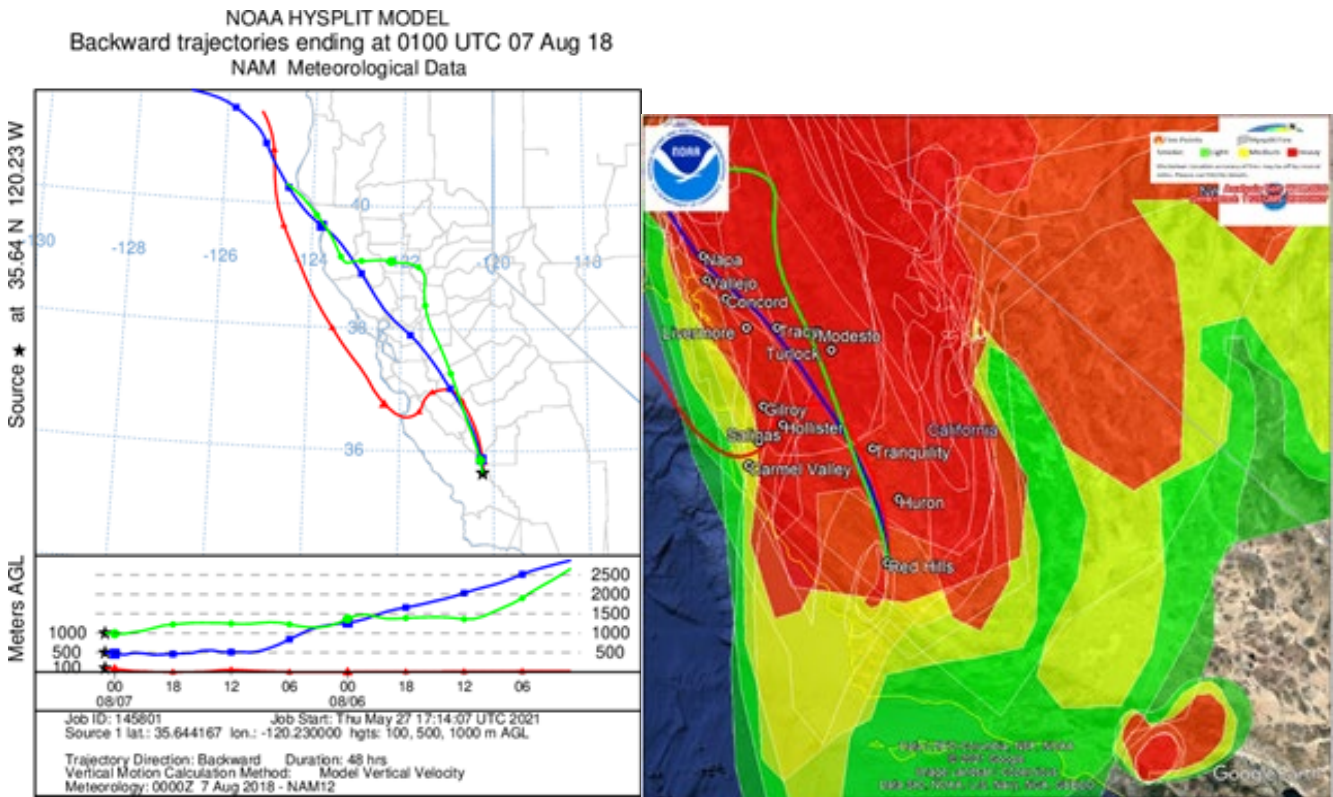 NOAA HYSPLIT MODEL
Backward trajectories ending at 0100 UTC 07 Aug 18
NAM Meteorological Data
Source ★ at 35.64 N 120.23 W
-130
-128
-126
-124
-122
-120
-118
40
38
36
Meters AGL
2500
2000
1500
1000
500
1000
500
100
00 18 12 06 00 18 12 06
08/07 08/06
Job ID: 145801 Job Start: Thu May 27 17:14:07 UTC 2021
Source 1 lat.: 35.644167 lon.: -120.230000 hgts: 100, 500, 1000 m AGL
Trajectory Direction: Backward Duration: 48 hrs
Vertical Motion Calculation Method: Model Vertical Velocity
Meteorology: 0000Z 7 Aug 2018 - NAM12
NOAA
Fire Points
Smoke: Light Medium Heavy
Napa
Vallejo
Concord
Livermore
Tracy
Modesto
Turlock
Gilroy
Salinas
Hollister
California
Tranquility
Carmel Valley
Huron
Red Hills
Google Earth